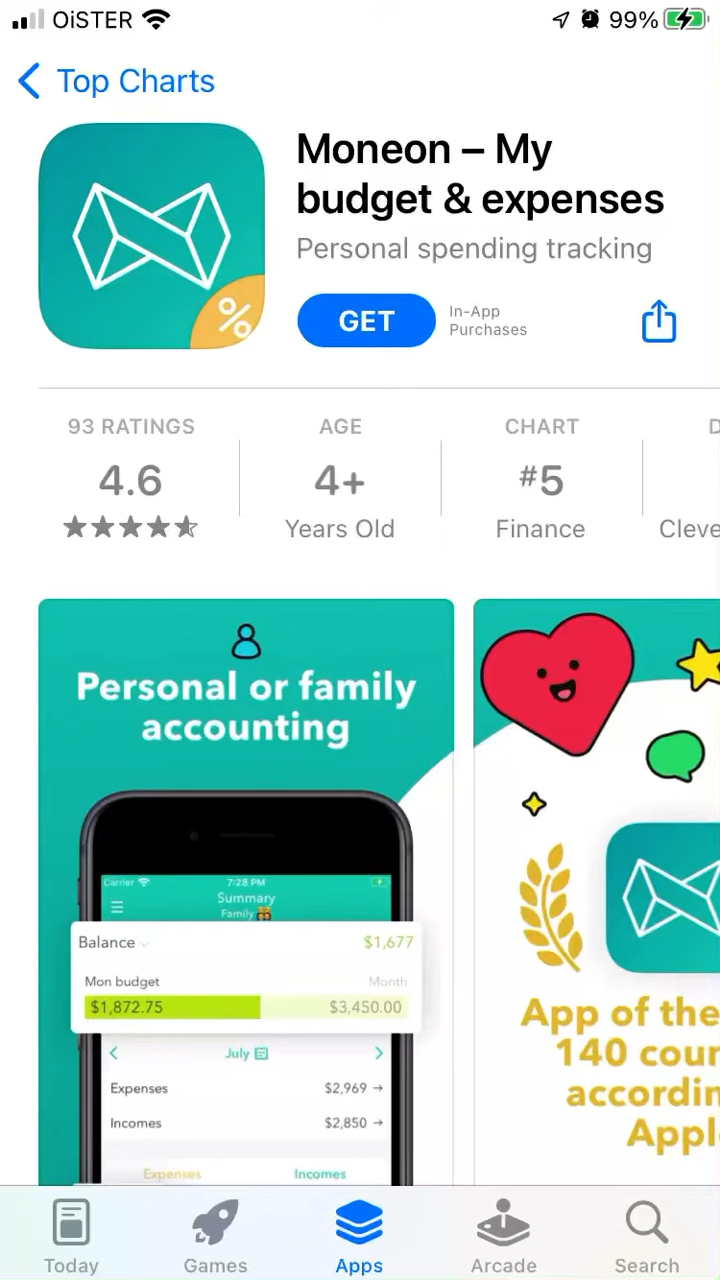 OiSTER 99%
Top Charts
Moneon – My
budget & expenses
Personal spending tracking
%
GET
In-App
Purchases
93 RATINGS
4.6
AGE
4+
Years Old
CHART
#5
Finance
D
Cleve
Personal or family
accounting
Carrier 7:28 PM
Summary
Family
Balance $1,677
Mon budget Month
$1,872.75 $3,450.00
July
Expenses $2,969
Incomes $2,850
Expenses Incomes
App of the
140 cour
accordin
Appl
Today
Games
Apps
Arcade
Search